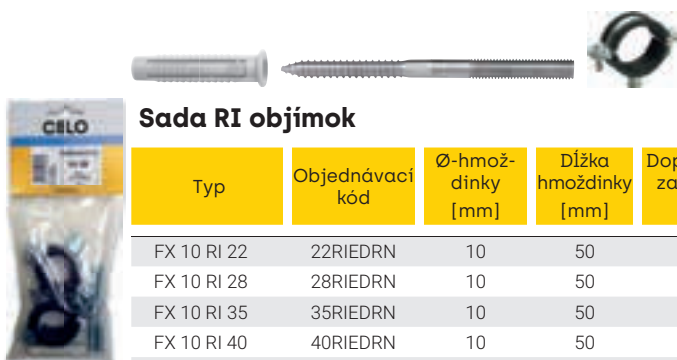 CELO
Sada RI objímok
Typ
Objednávací
kód
Ø-hmož-
dinky
[mm]
Dĺžka
hmoždinky
[mm]
Dop
za
FX 10 RI 22 22RIEDRN 10 50
FX 10 RI 28 28RIEDRN 10 50
FX 10 RI 35 35RIEDRN 10 50
FX 10 RI 40 40RIEDRN 10 50